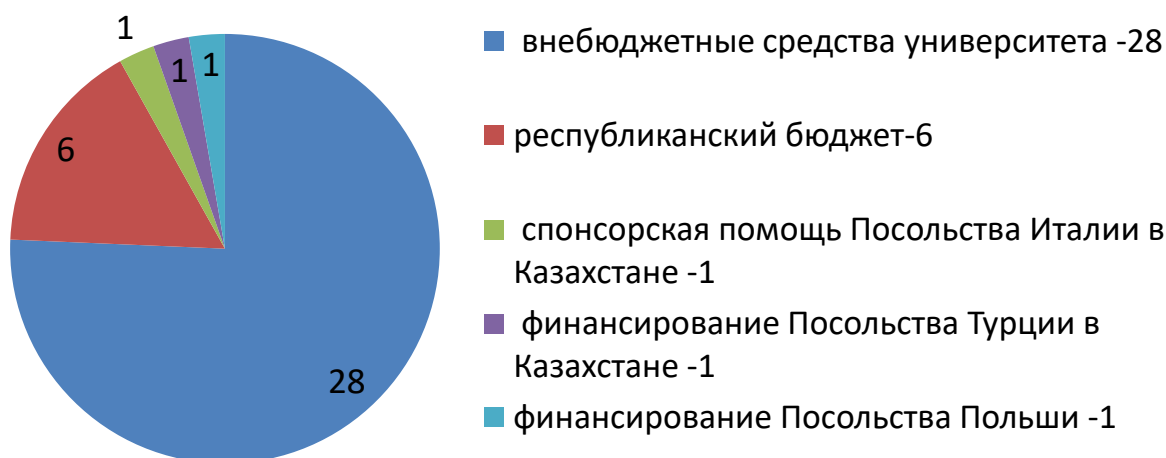 1
1
1
6
28
внебюджетные средства университета -28
республиканский бюджет-6
спонсорская помощь Посольства Италии в
Казахстане -1
финансирование Посольства Турции в
Казахстане -1
финансирование Посольства Польши -1